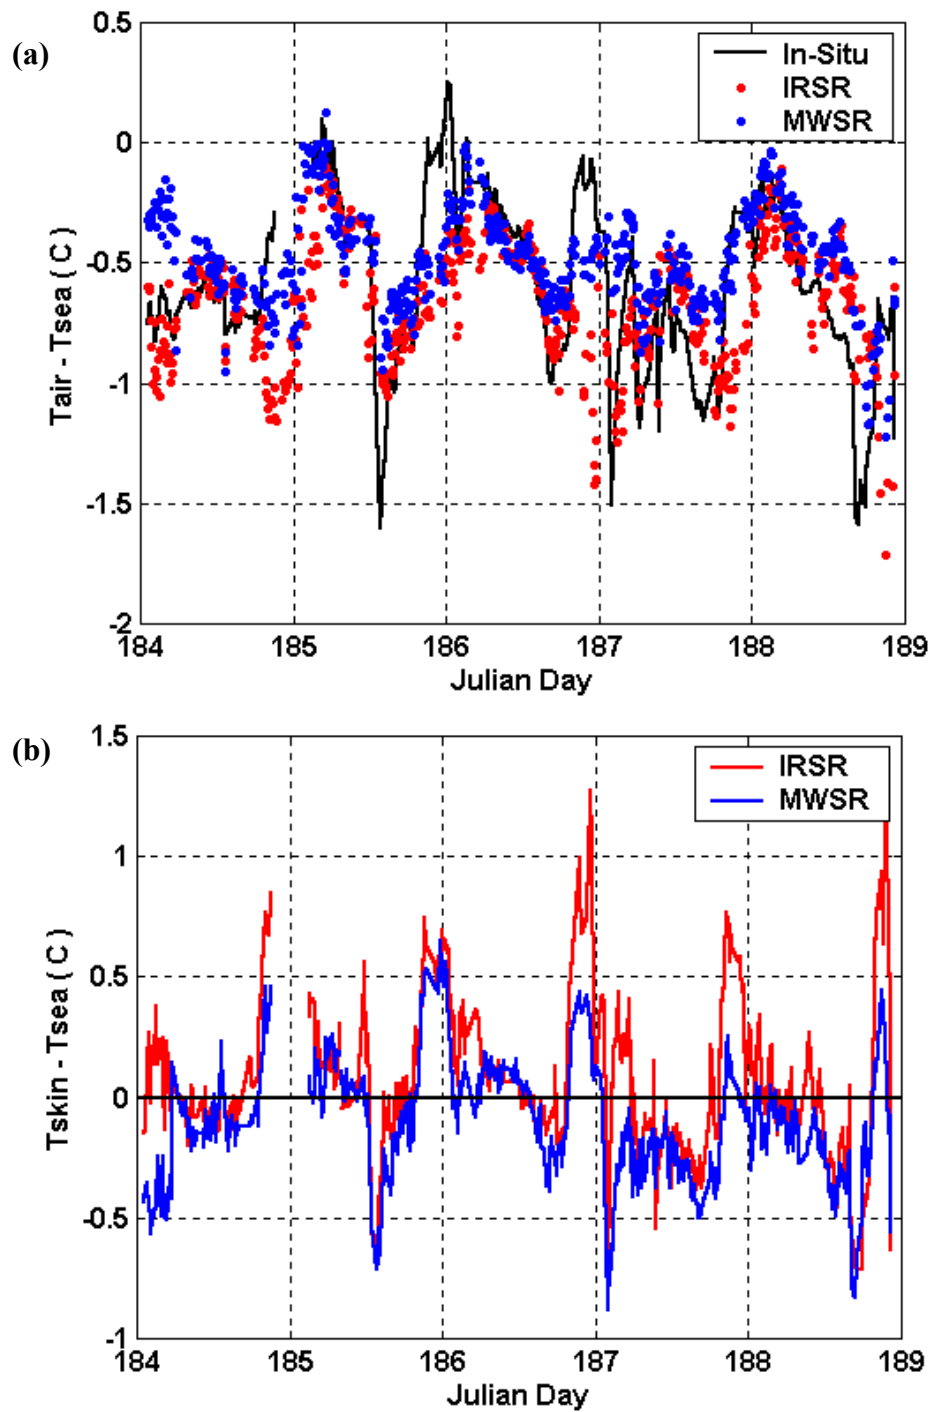 (a)
0.5
0
-0.5
-1
-1.5
-2
Tair - Tsea ( C )
In-Situ
IRSR
MWSR
184 185 186 187 188 189
Julian Day
(b)
1.5
1
0.5
0
-0.5
-1
Tskin - Tsea ( C )
IRSR
MWSR
184 185 186 187 188 189
Julian Day